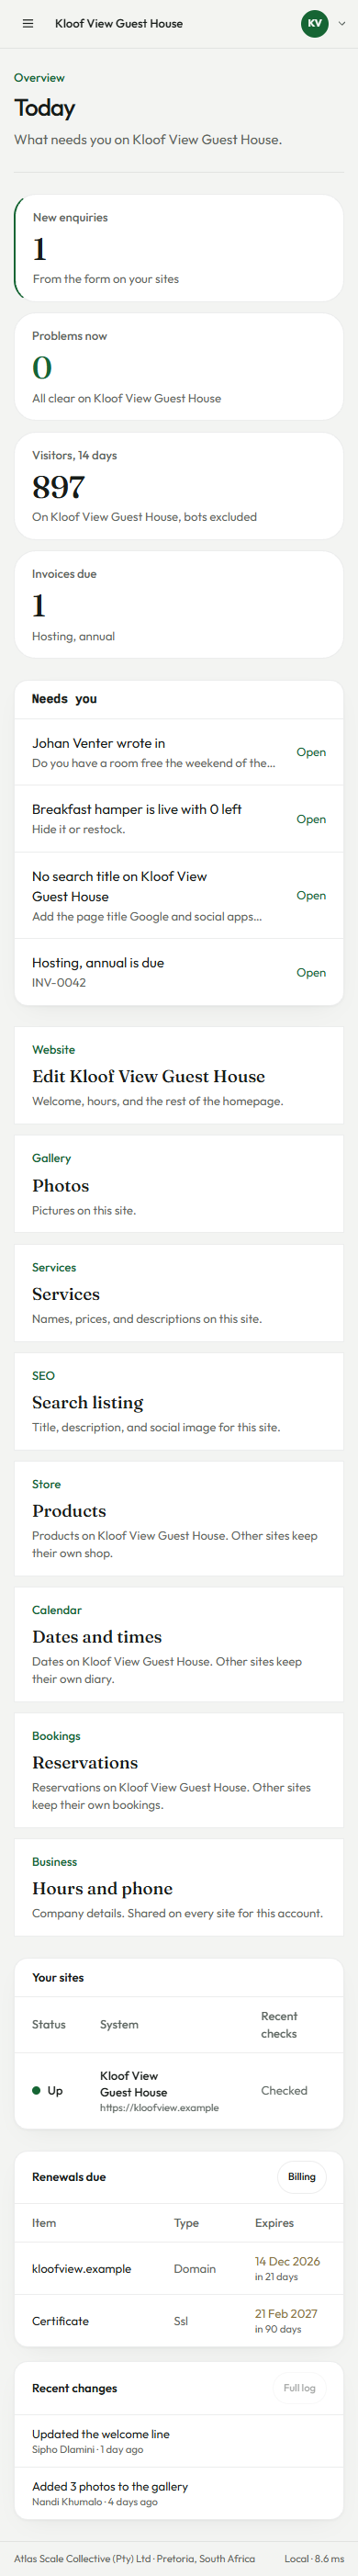 Kloof View Guest House
KV
Overview
Today
What needs you on Kloof View Guest House.
New enquiries
1
From the form on your sites
Problems now
0
All clear on Kloof View Guest House
Visitors, 14 days
897
On Kloof View Guest House, bots excluded
Invoices due
1
Hosting, annual
Needs you
Johan Venter wrote in
Do you have a room free the weekend of the…
Open
Breakfast hamper is live with 0 left
Hide it or restock.
Open
No search title on Kloof View
Guest House
Add the page title Google and social apps…
Open
Hosting, annual is due
INV-0042
Open
Website
Edit Kloof View Guest House
Welcome, hours, and the rest of the homepage.
Gallery
Photos
Pictures on this site.
Services
Services
Names, prices, and descriptions on this site.
SEO
Search listing
Title, description, and social image for this site.
Store
Products
Products on Kloof View Guest House. Other sites keep
their own shop.
Calendar
Dates and times
Dates on Kloof View Guest House. Other sites keep
their own diary.
Bookings
Reservations
Reservations on Kloof View Guest House. Other sites
keep their own bookings.
Business
Hours and phone
Company details. Shared on every site for this account.
Your sites
Status System Recent
checks
Up Kloof View
Guest House
https://kloofview.example
Checked
Renewals due Billing
Item Type Expires
kloofview.example Domain 14 Dec 2026
in 21 days
Certificate Ssl 21 Feb 2027
in 90 days
Recent changes Full log
Updated the welcome line
Sipho Dlamini · 1 day ago
Added 3 photos to the gallery
Nandi Khumalo · 4 days ago
Atlas Scale Collective (Pty) Ltd · Pretoria, South Africa Local · 8.6 ms